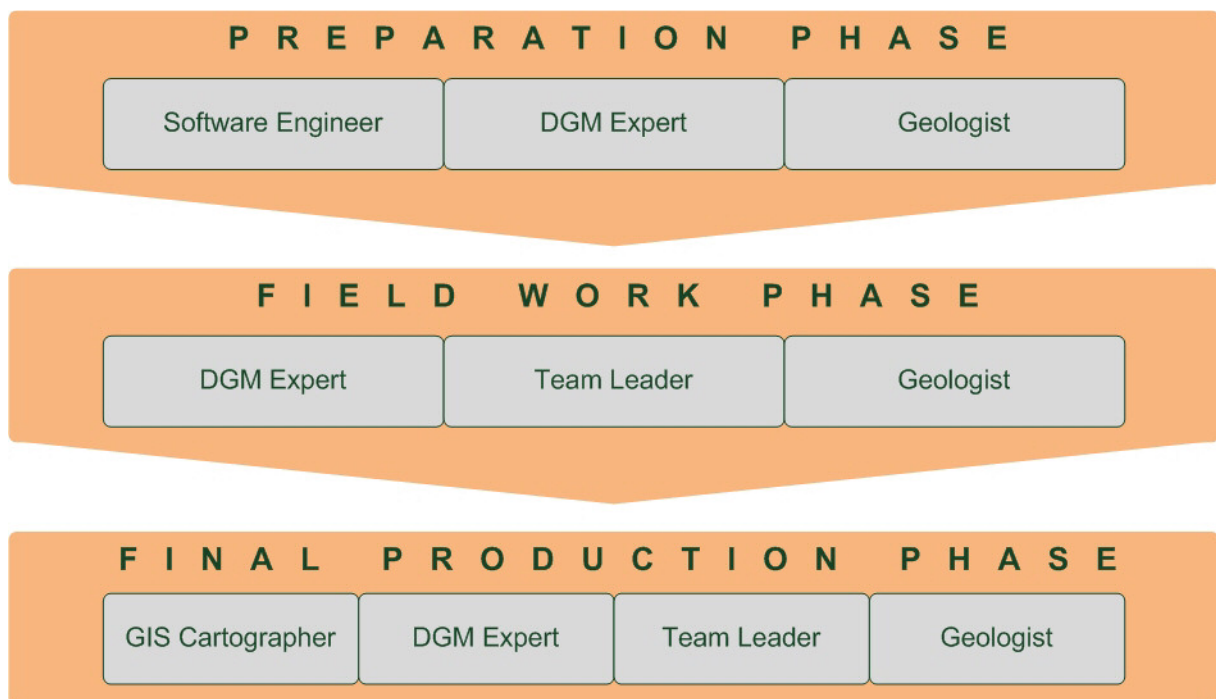 PREPARATION PHASE
Software Engineer DGM Expert Geologist
FIELD WORK PHASE
DGM Expert Team Leader Geologist
FINAL PRODUCTION PHASE
GIS Cartographer DGM Expert Team Leader Geologist